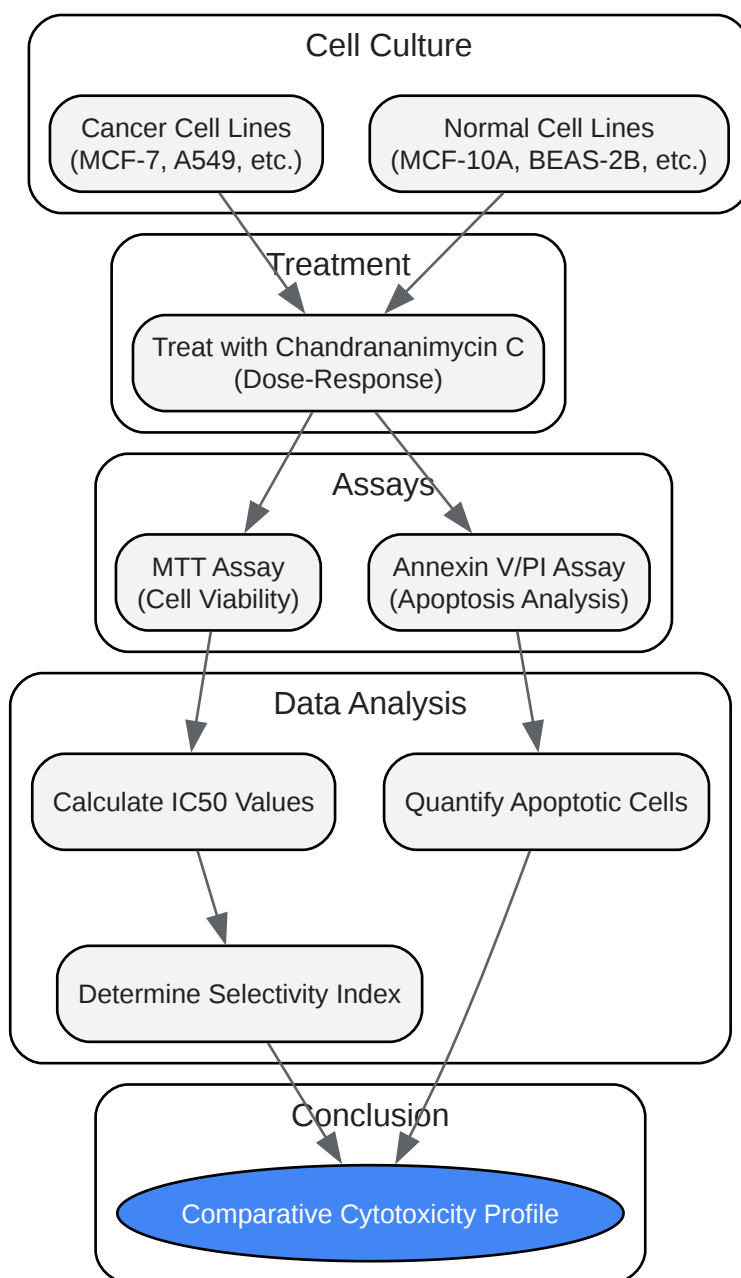 Cell Culture
Cancer Cell Lines
(MCF-7, A549, etc.)
Normal Cell Lines
(MCF-10A, BEAS-2B, etc.)
Treatment
Treat with Chandrananimycin C
(Dose-Response)
Assays
MTT Assay
(Cell Viability)
Annexin V/PI Assay
(Apoptosis Analysis)
Data Analysis
Calculate IC50 Values
Quantify Apoptotic Cells
Determine Selectivity Index
Conclusion
Comparative Cytotoxicity Profile